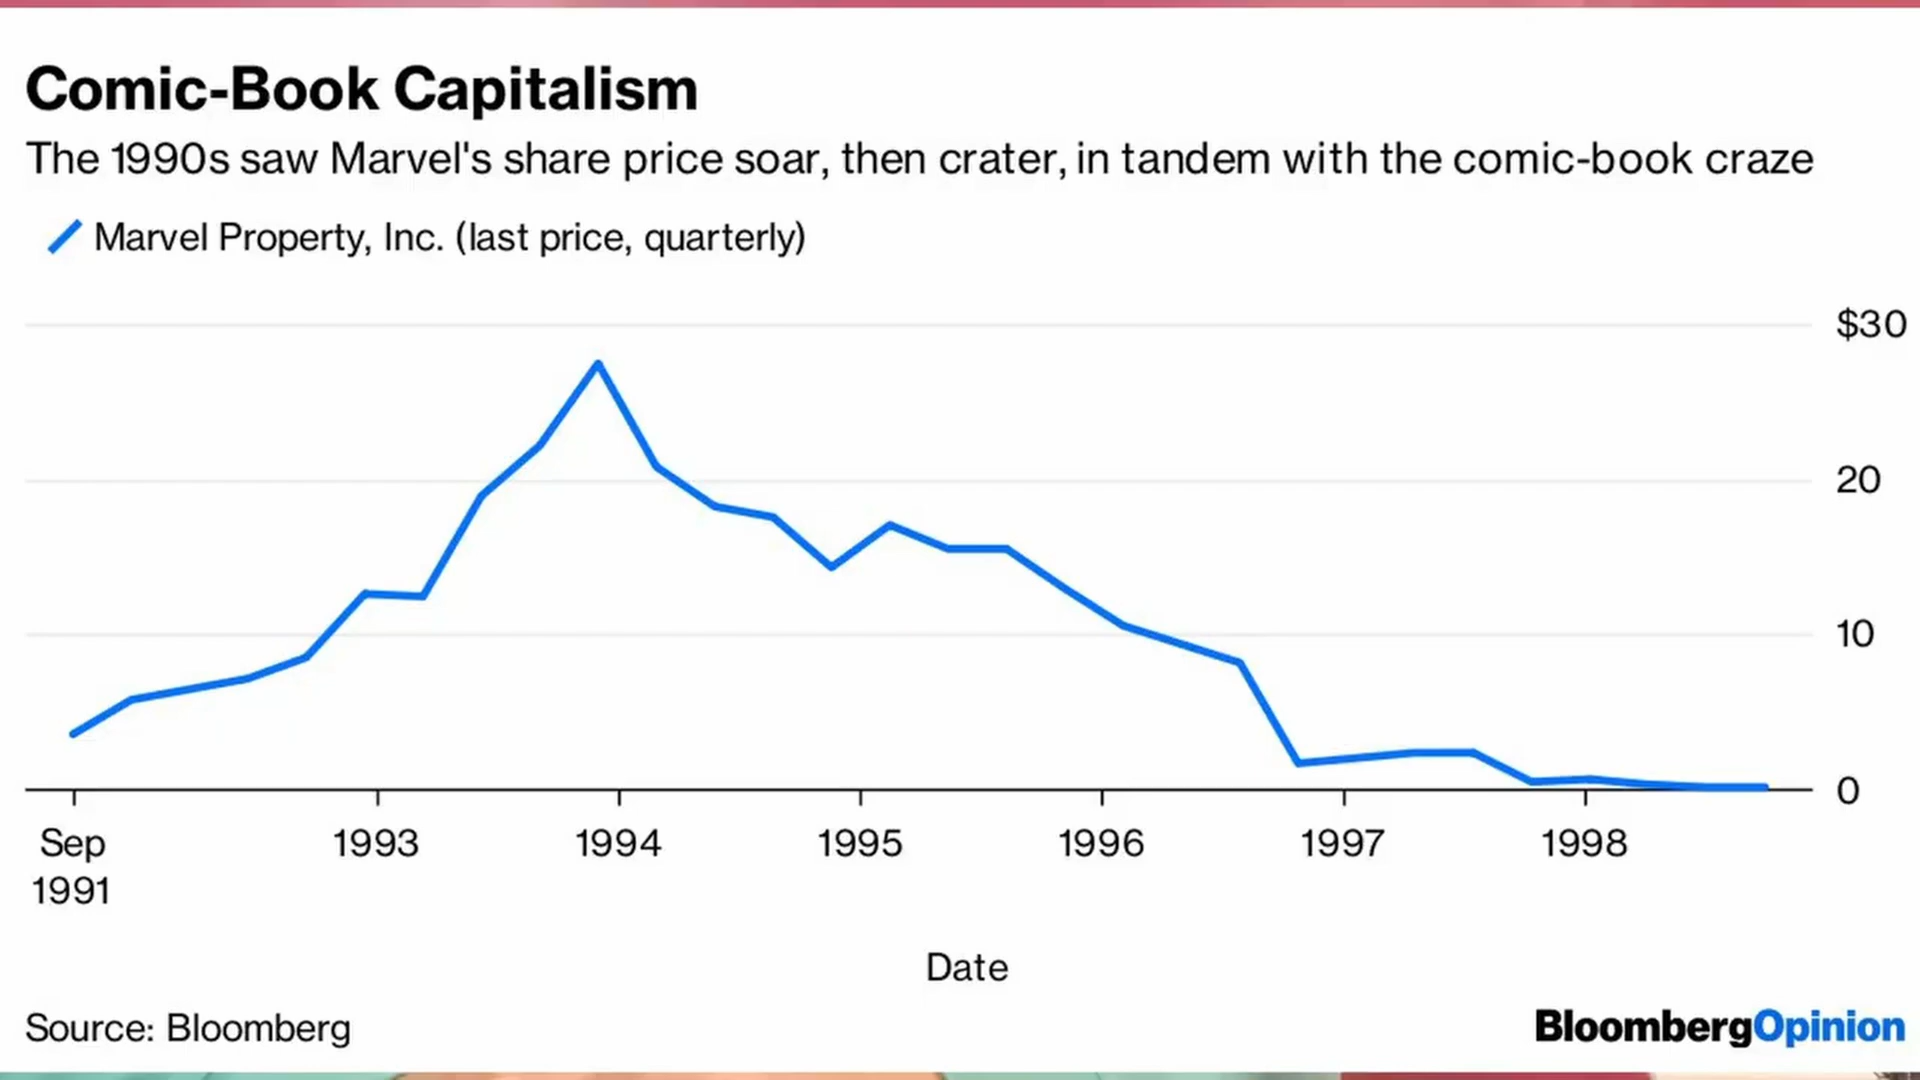 Comic-Book Capitalism
The 1990s saw Marvel's share price soar, then crater, in tandem with the comic-book craze
Marvel Property, Inc. (last price, quarterly)
$30
20
10
0
Sep
1991
1993
1994
1995
1996
1997
1998
Date
Source: Bloomberg
BloombergOpinion